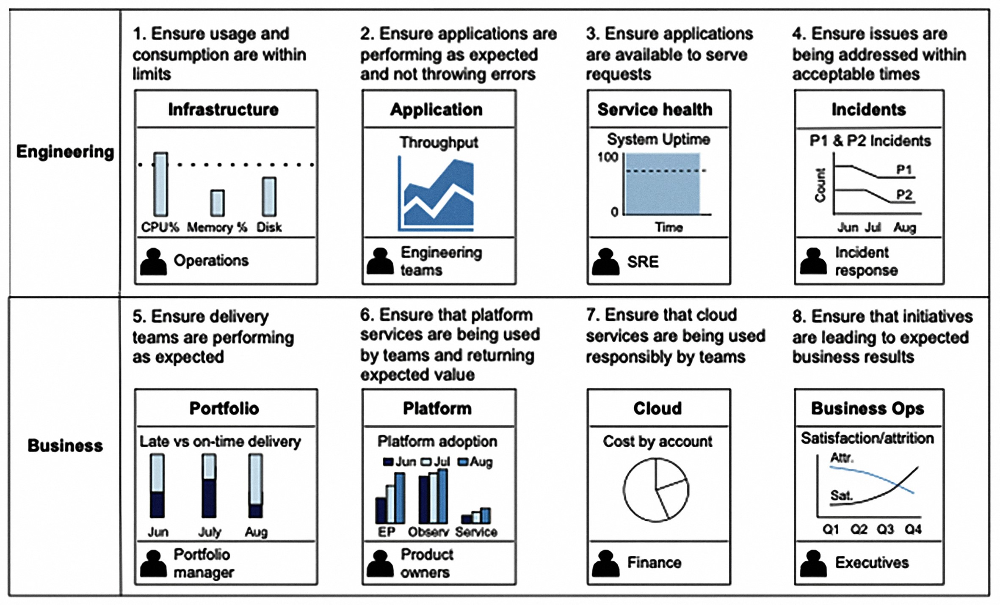 Engineering
1. Ensure usage and
consumption are within
limits
Infrastructure
CPU% Memory % Disk
Operations
2. Ensure applications are
performing as expected
and not throwing errors
Application
Throughput
Engineering
teams
3. Ensure applications
are available to serve
requests
Service health
System Uptime
100
0
Time
SRE
4. Ensure issues are
being addressed within
acceptable times
Incidents
P1 & P2 Incidents
Count
P1
P2
Jun Jul Aug
Incident
response
Business
5. Ensure delivery
teams are performing
as expected
Portfolio
Late vs on-time delivery
Jun July Aug
Portfolio
manager
6. Ensure that platform
services are being used
by teams and returning
expected value
Platform
Platform adoption
Jun Jul Aug
EP Observ Service
Product
owners
7. Ensure that cloud
services are being used
responsibly by teams
Cloud
Cost by account
Finance
8. Ensure that initiatives
are leading to expected
business results
Business Ops
Satisfaction/attrition
Attr.
Sat.
Q1 Q2 Q3 Q4
Executives